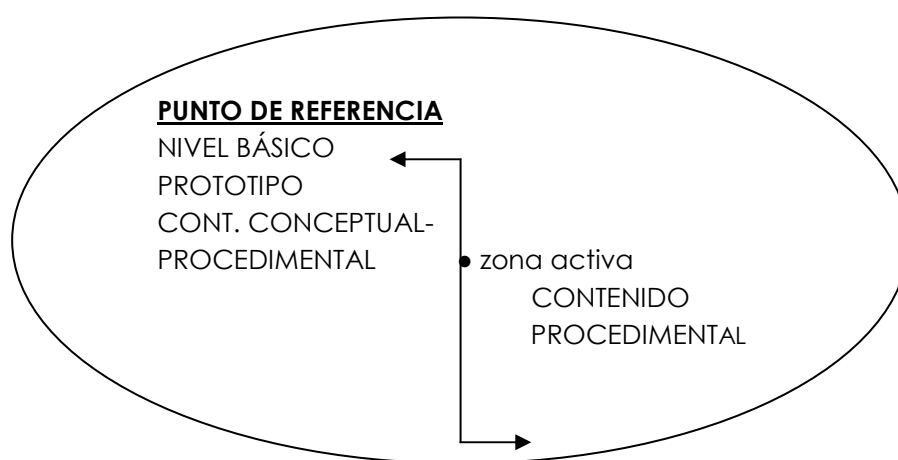 PUNTO DE REFERENCIA
NIVEL BÁSICO
PROTOTIPO
CONT. CONCEPTUAL-
PROCEDIMENTAL
zona activa
CONTENIDO
PROCEDIMENTAL